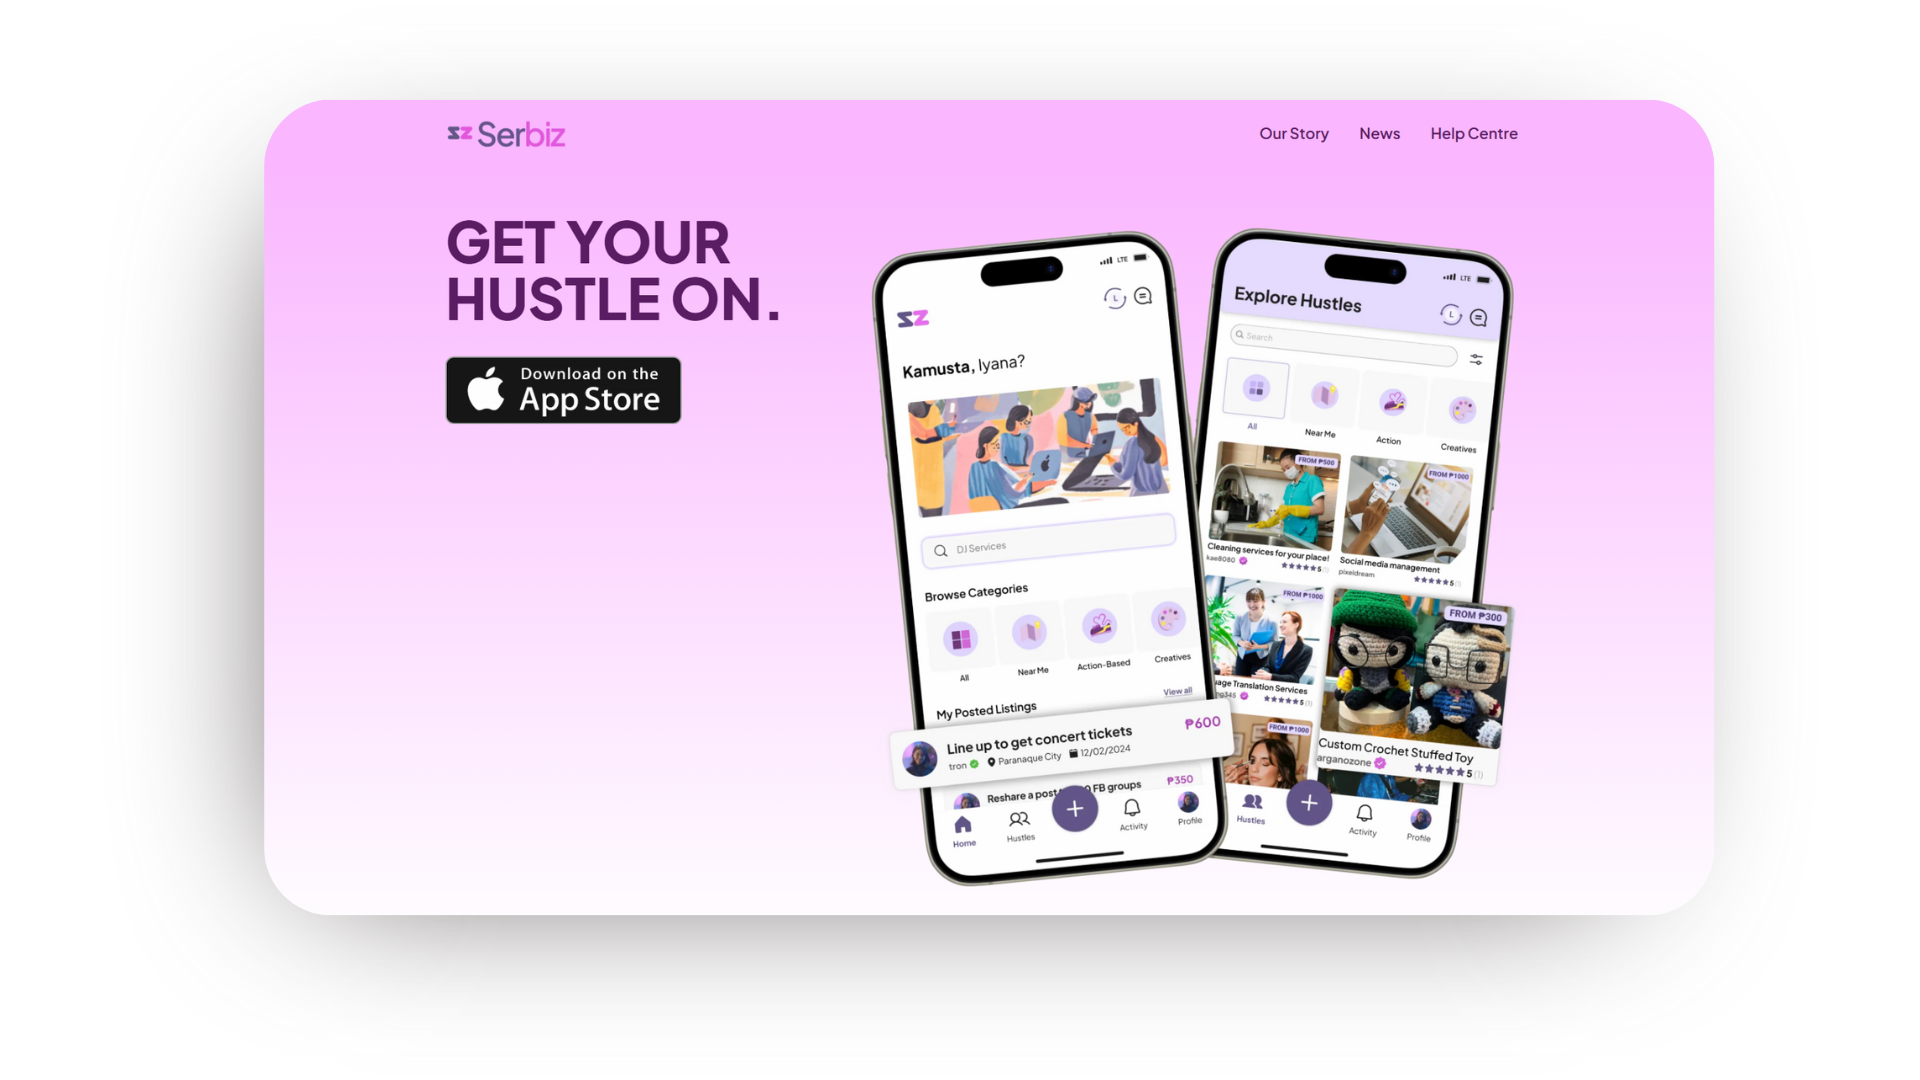 sz Serbiz
Our Story
News
Help Centre
GET YOUR
HUSTLE ON.
Download on the
App Store
LTE
L
sz
Kamusta, Iyana?
DJ Services
Browse Categories
All
Near Me
Action-Based
Creatives
My Posted Listings
View all
Line up to get concert tickets
₱600
tron
Paranaque City
12/02/2024
Reshare a post
FB groups
₱350
Home
Hustles
+
Activity
Profile
LTE
Explore Hustles
L
Search
All
Near Me
Action
Creatives
FROM ₱500
Cleaning services for your place!
kae8080
5 (1)
FROM ₱1000
Social media management
pixeldream
5 (1)
FROM ₱1000
uage Translation Services
5 (1)
FROM ₱300
Custom Crochet Stuffed Toy
arganozone
5 (1)
FROM ₱1000
Hustles
+
Activity
Profile